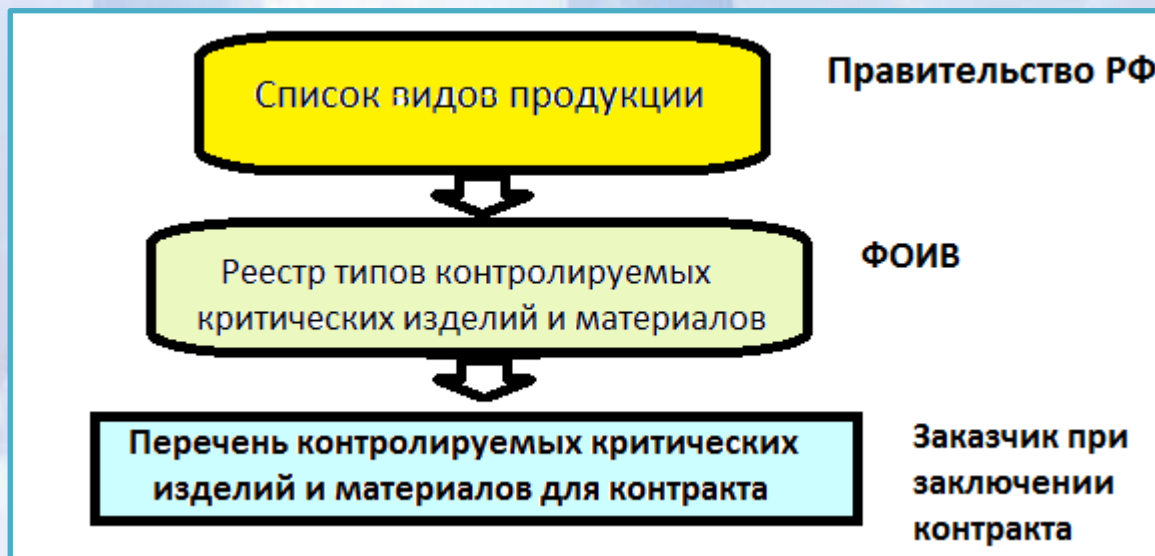 Список видов продукции
Правительство РФ
Реестр типов контролируемых
критических изделий и материалов
ФОИВ
Перечень контролируемых критических
изделий и материалов для контракта
Заказчик при
заключении
контракта